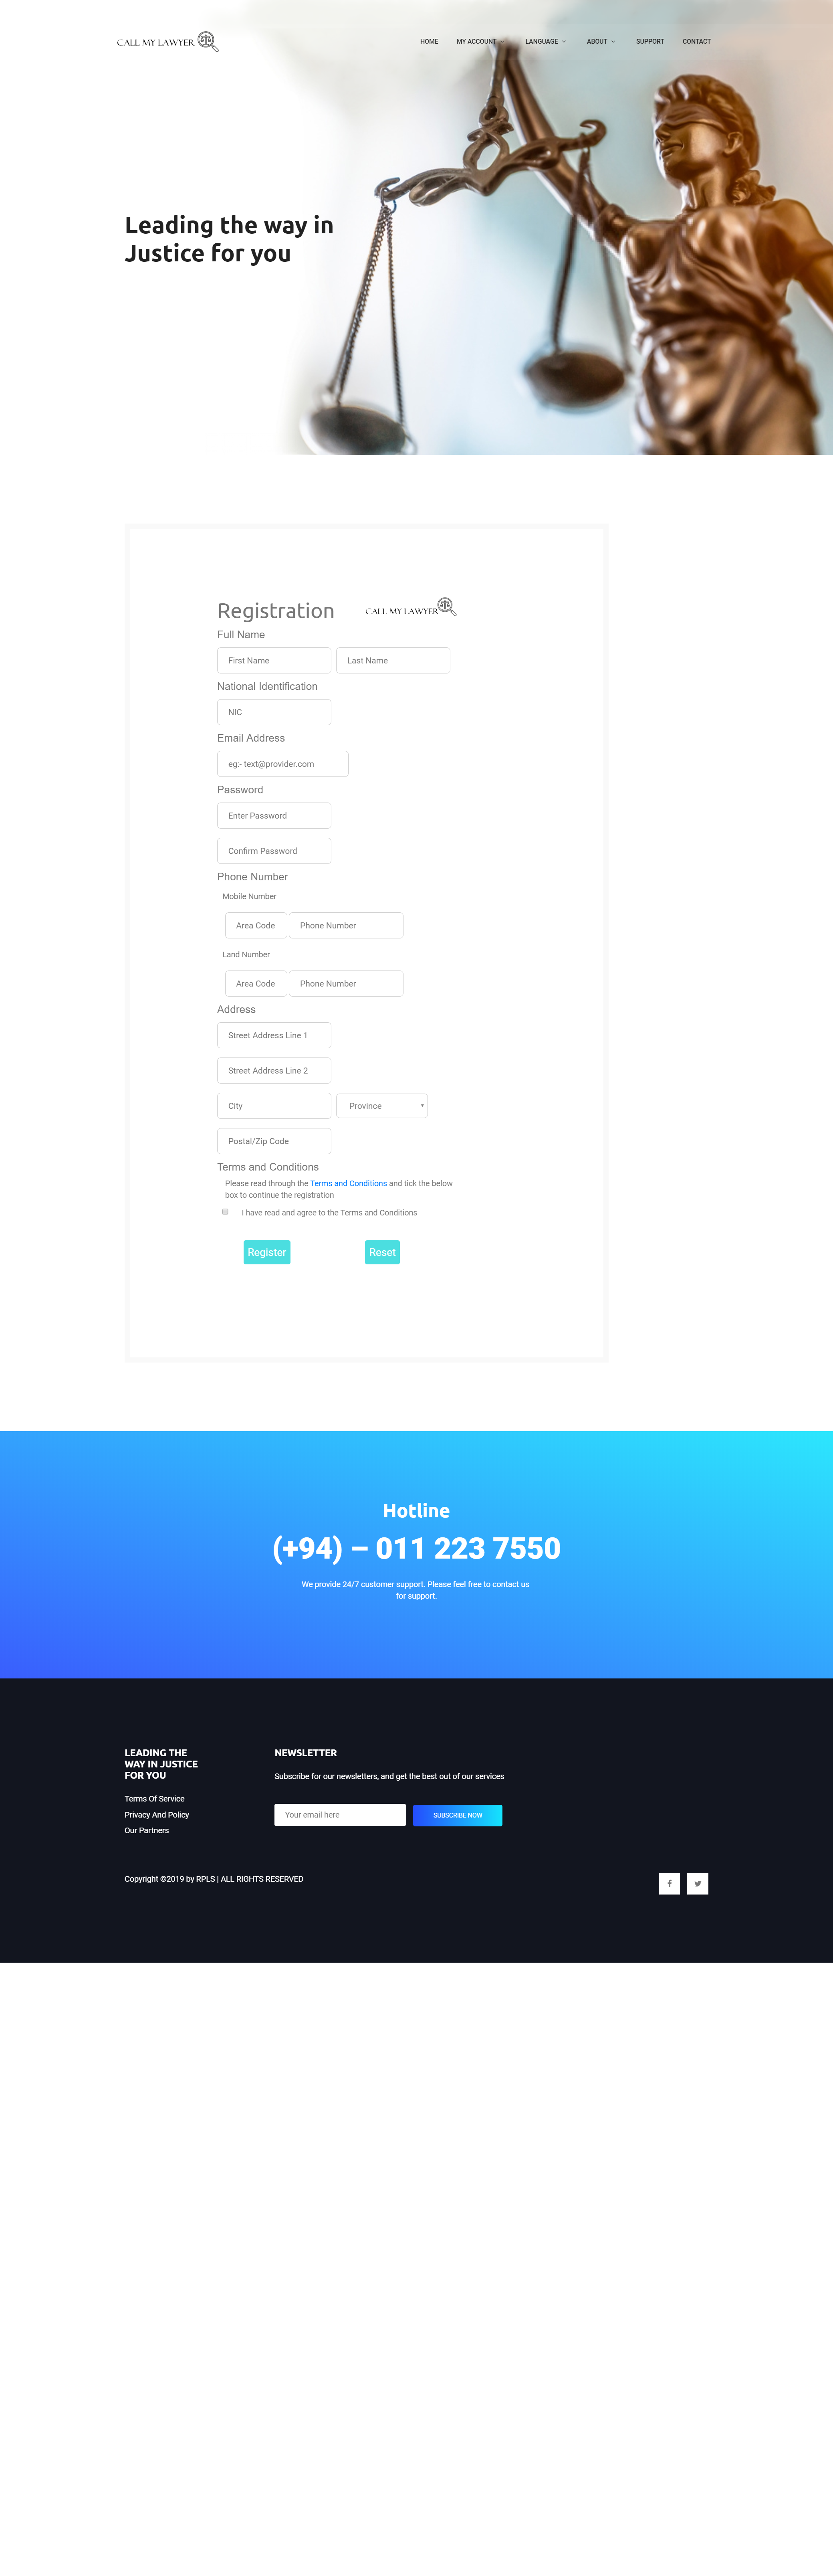 CALL MY LAWYER
HOME MY ACCOUNT LANGUAGE ABOUT SUPPORT CONTACT
Leading the way in
Justice for you
Registration
CALL MY LAWYER
Full Name
First Name Last Name
National Identification
NIC
Email Address
eg:- text@provider.com
Password
Enter Password
Confirm Password
Phone Number
Mobile Number
Area Code Phone Number
Land Number
Area Code Phone Number
Address
Street Address Line 1
Street Address Line 2
City Province
Postal/Zip Code
Terms and Conditions
Please read through the Terms and Conditions and tick the below
box to continue the registration
I have read and agree to the Terms and Conditions
Register Reset
Hotline
(+94) – 011 223 7550
We provide 24/7 customer support. Please feel free to contact us
for support.
LEADING THE
WAY IN JUSTICE
FOR YOU
Terms Of Service
Privacy And Policy
Our Partners
NEWSLETTER
Subscribe for our newsletters, and get the best out of our services
Your email here SUBSCRIBE NOW
Copyright ©2019 by RPLS | ALL RIGHTS RESERVED